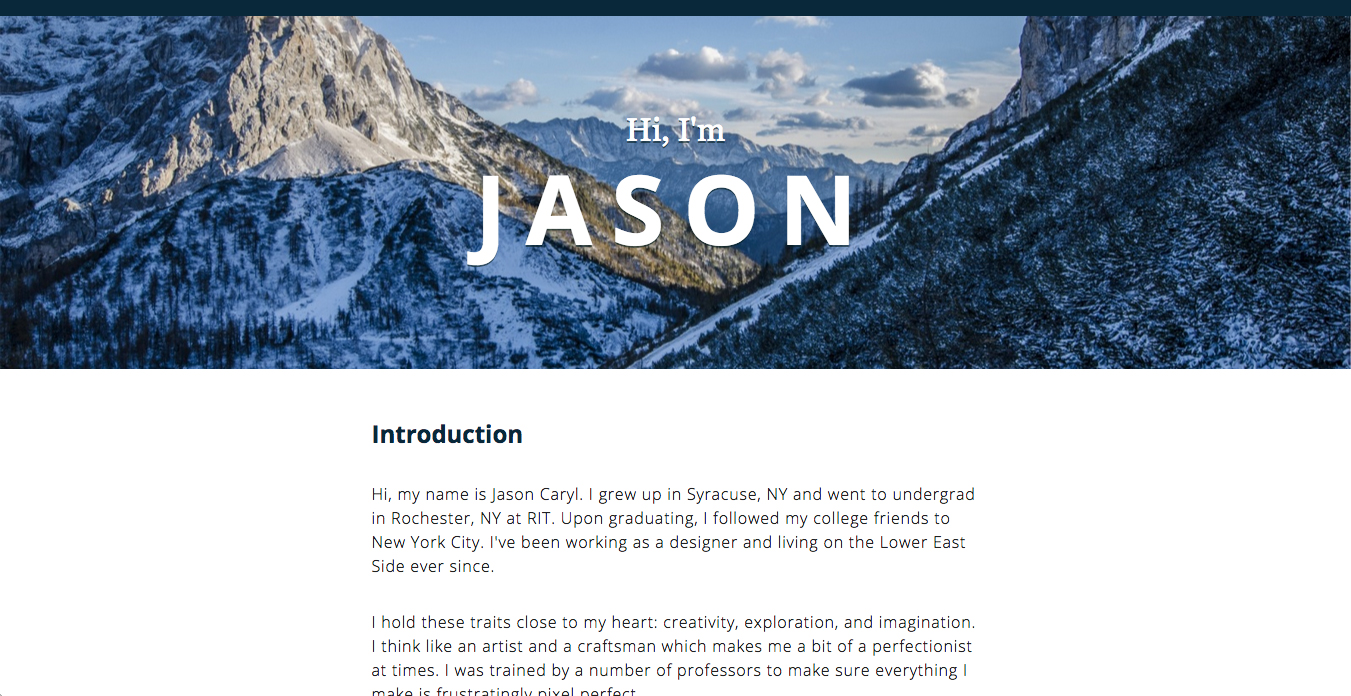 Hi, I'm
JASON
Introduction
Hi, my name is Jason Caryl. I grew up in Syracuse, NY and went to undergrad
in Rochester, NY at RIT. Upon graduating, I followed my college friends to
New York City. I've been working as a designer and living on the Lower East
Side ever since.
I hold these traits close to my heart: creativity, exploration, and imagination.
I think like an artist and a craftsman which makes me a bit of a perfectionist
at times. I was trained by a number of professors to make sure everything I
make is frustratingly pixel perfect.